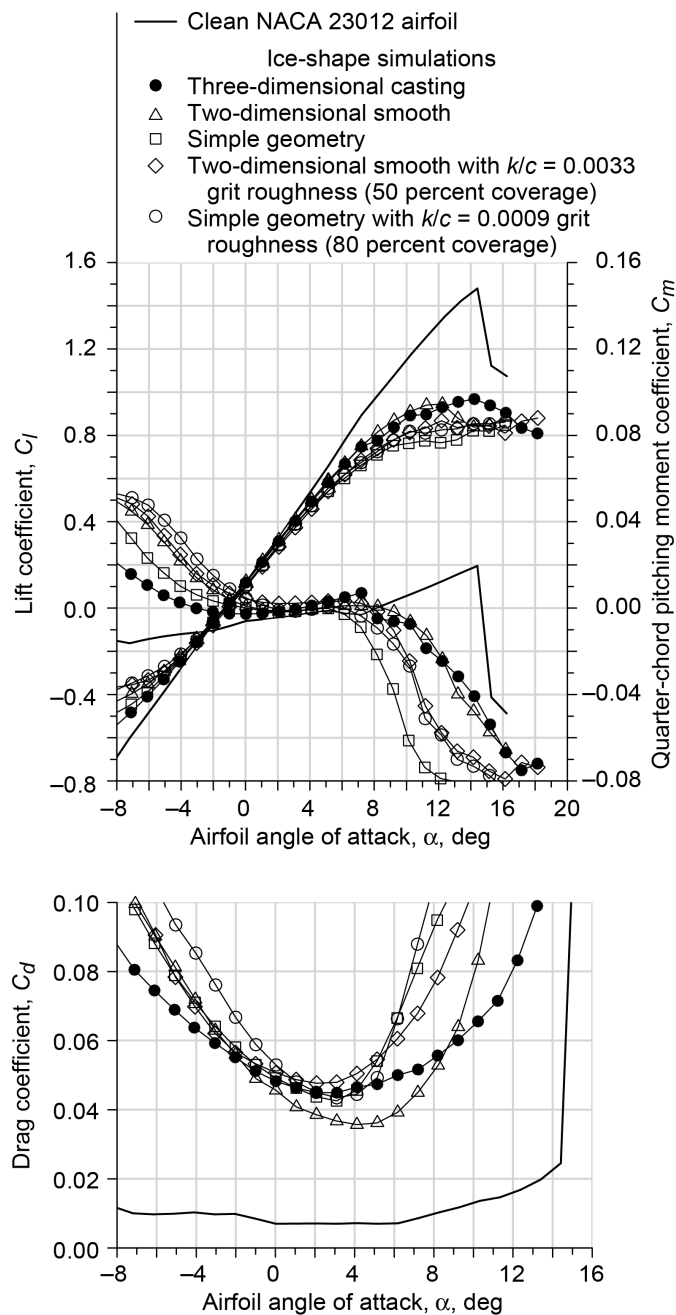 Clean NACA 23012 airfoil
Ice-shape simulations
Three-dimensional casting
Two-dimensional smooth
Simple geometry
Two-dimensional smooth with k/c = 0.0033
grit roughness (50 percent coverage)
Simple geometry with k/c = 0.0009 grit
roughness (80 percent coverage)
1.6
1.2
0.8
0.4
0.0
–0.4
–0.8
Lift coefficient, Cl
0.16
0.12
0.08
0.04
0.00
–0.04
–0.08
Quarter-chord pitching moment coefficient, Cm
–8 –4 0 4 8 12 16 20
Airfoil angle of attack, α, deg
0.10
0.08
0.06
0.04
0.02
0.00
Drag coefficient, Cd
–8 –4 0 4 8 12 16
Airfoil angle of attack, α, deg